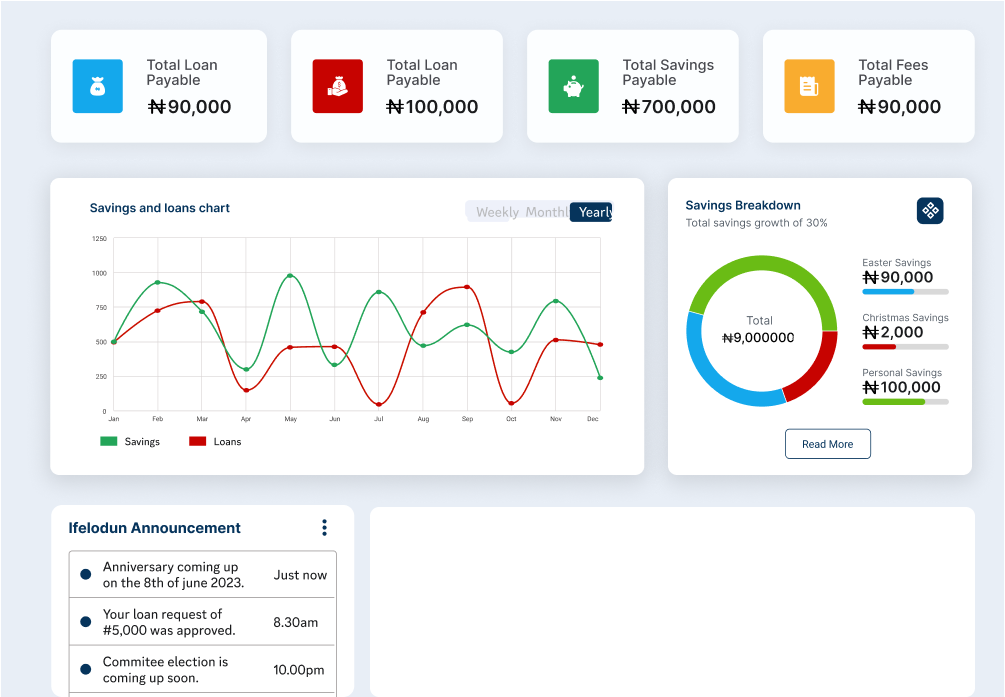 Total Loan
Payable
₦90,000
Total Loan
Payable
₦100,000
Total Savings
Payable
₦700,000
Total Fees
Payable
₦90,000
Savings and loans chart
Weekly Monthl Yearly
1250
1000
750
500
250
0
Jan Feb Mar Apr May Jun Jul Aug Sep Oct Nov Dec
Savings Loans
Savings Breakdown
Total savings growth of 30%
Total
₦9,000000
Easter Savings
₦90,000
Christmas Savings
₦2,000
Personal Savings
₦100,000
Read More
Ifelodun Announcement
Anniversary coming up
on the 8th of june 2023.
Just now
Your loan request of
#5,000 was approved.
8.30am
Commitee election is
coming up soon.
10.00pm